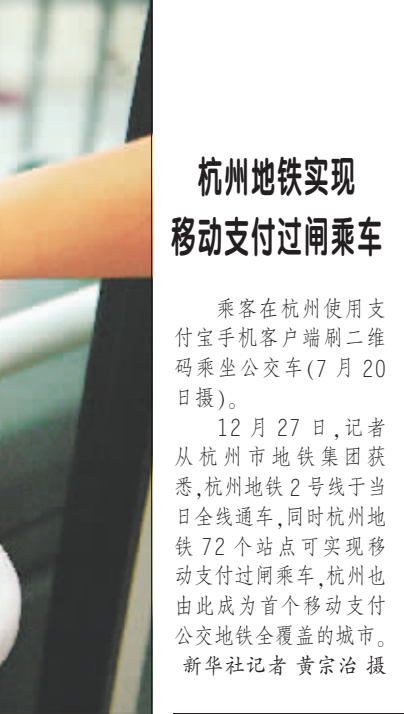 杭州地铁实现
移动支付过闸乘车
乘客在杭州使用支
付宝手机客户端刷二维
码乘坐公交车(7月20
日摄)。
12月27日,记者
从杭州市地铁集团获
悉,杭州地铁2号线于当
日全线通车,同时杭州地
铁72个站点可实现移
动支付过闸乘车,杭州也
由此成为首个移动支付
公交地铁全覆盖的城市。
新华社记者 黄宗治 摄